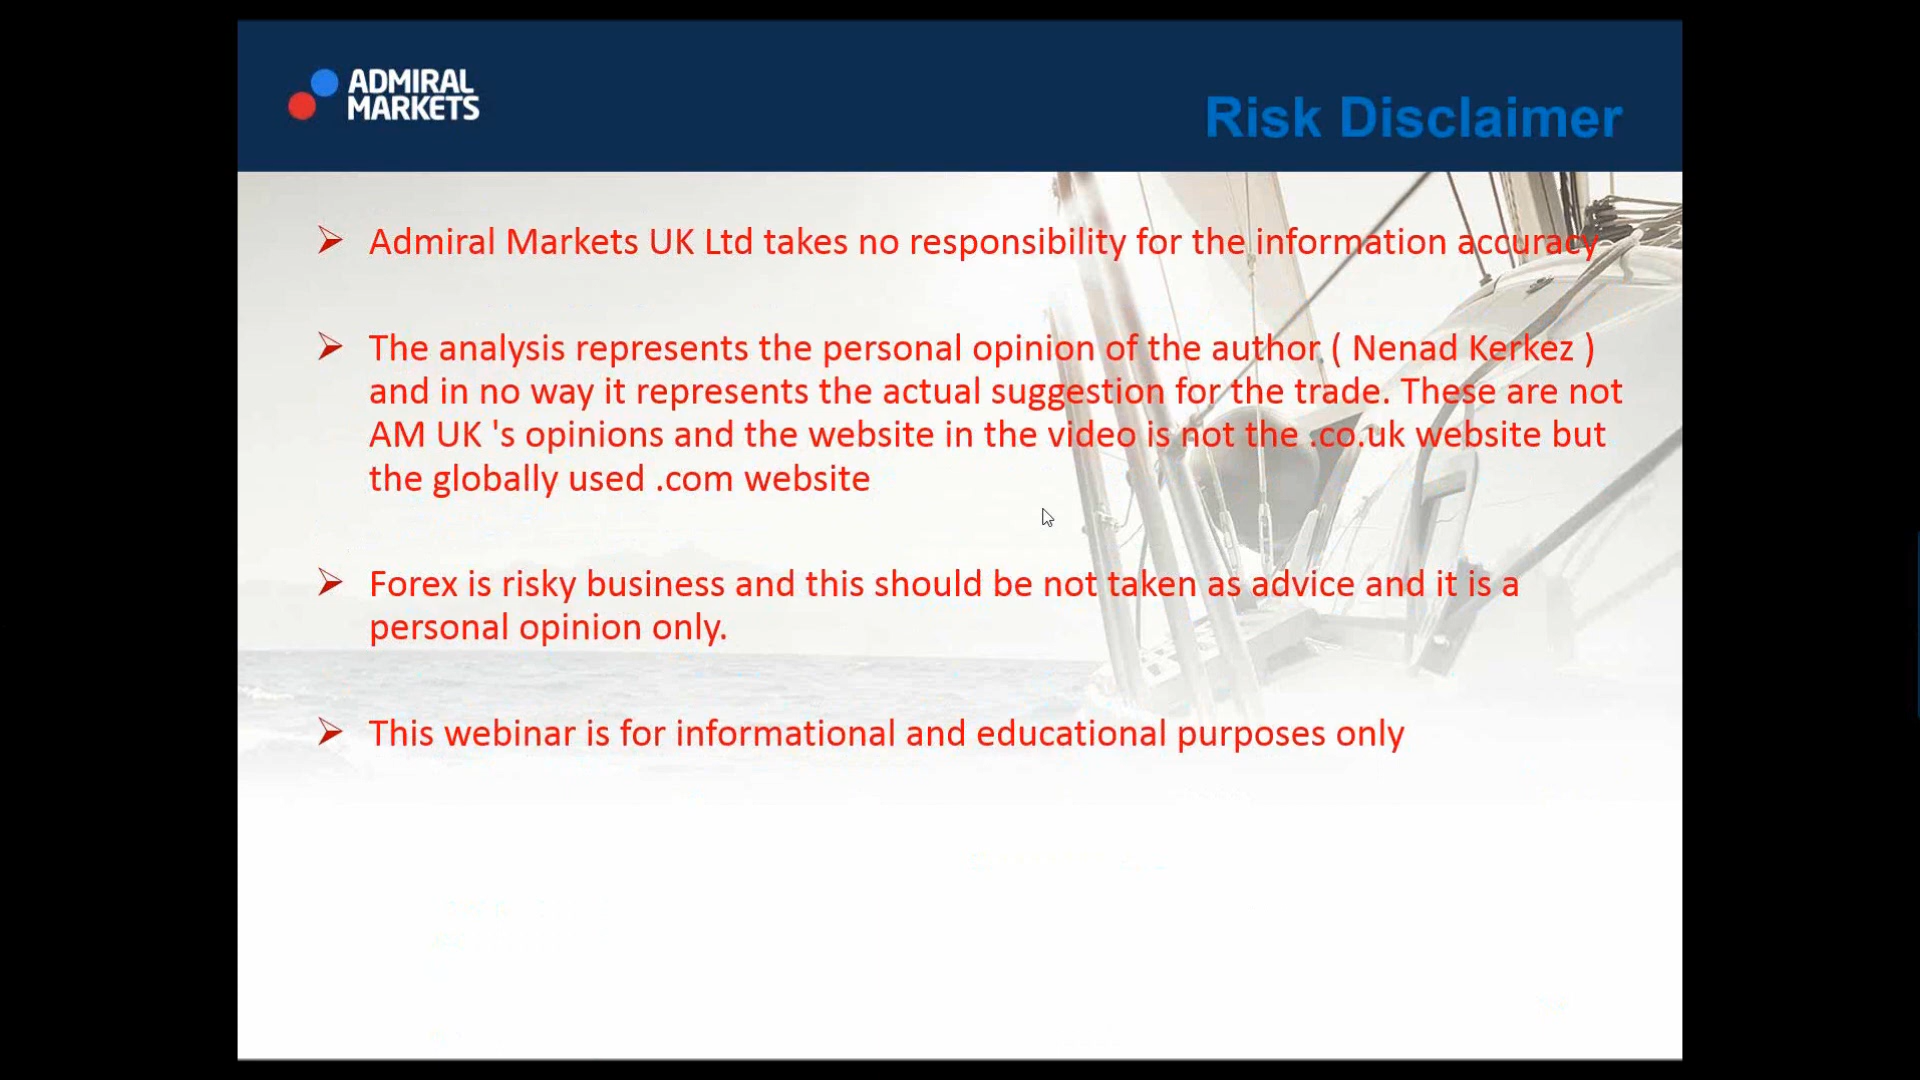 ADMIRAL
MARKETS
Risk Disclaimer
Admiral Markets UK Ltd takes no responsibility for the information accuracy
The analysis represents the personal opinion of the author ( Nenad Kerkez )
and in no way it represents the actual suggestion for the trade. These are not
AM UK 's opinions and the website in the video is not the .co.uk website but
the globally used .com website
Forex is risky business and this should be not taken as advice and it is a
personal opinion only.
This webinar is for informational and educational purposes only